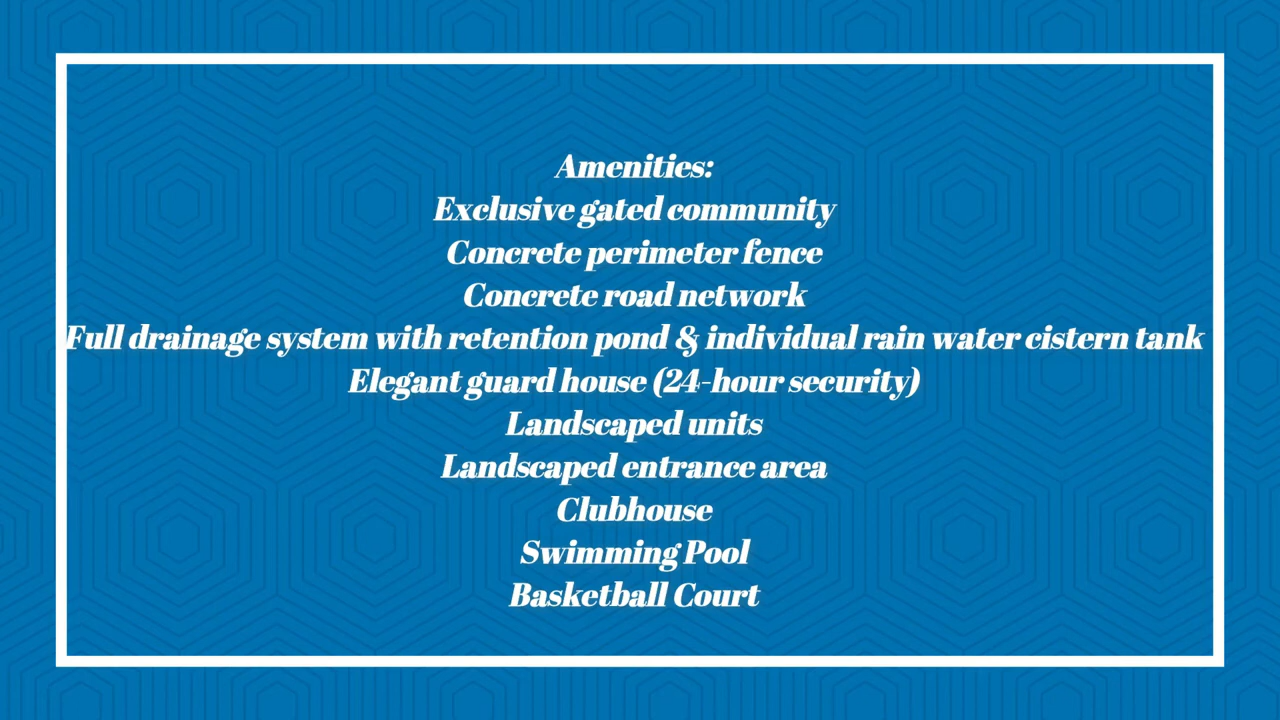 Amenities:
Exclusive gated community
Concrete perimeter fence
Concrete road network
Full drainage system with retention pond & individual rain water cistern tank
Elegant guard house (24-hour security)
Landscaped units
Landscaped entrance area
Clubhouse
Swimming Pool
Basketball Court